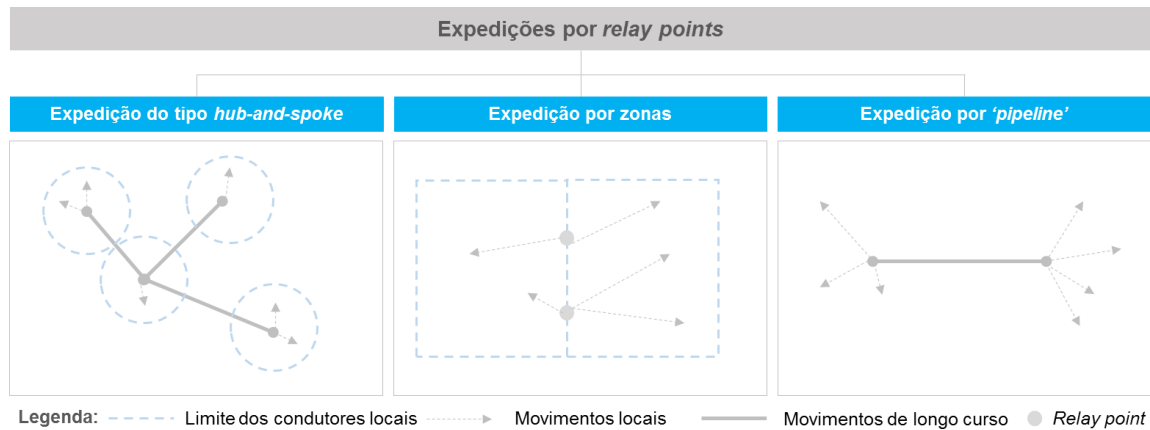 Expedições por relay points
Expedição do tipo hub-and-spoke
Expedição por zonas
Expedição por ‘pipeline’
Legenda:
Limite dos condutores locais
Movimentos locais
Movimentos de longo curso
Relay point